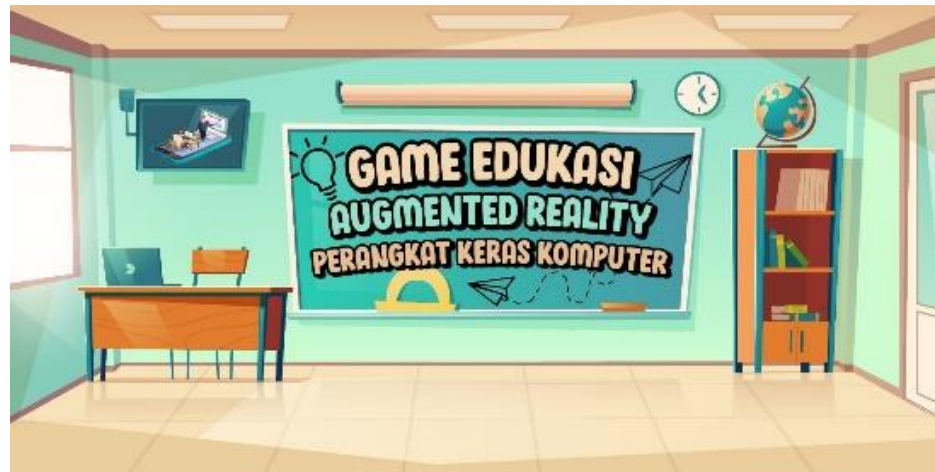 GAME EDUKASI
AUGMENTED REALITY
PERANGKAT KERAS KOMPUTER